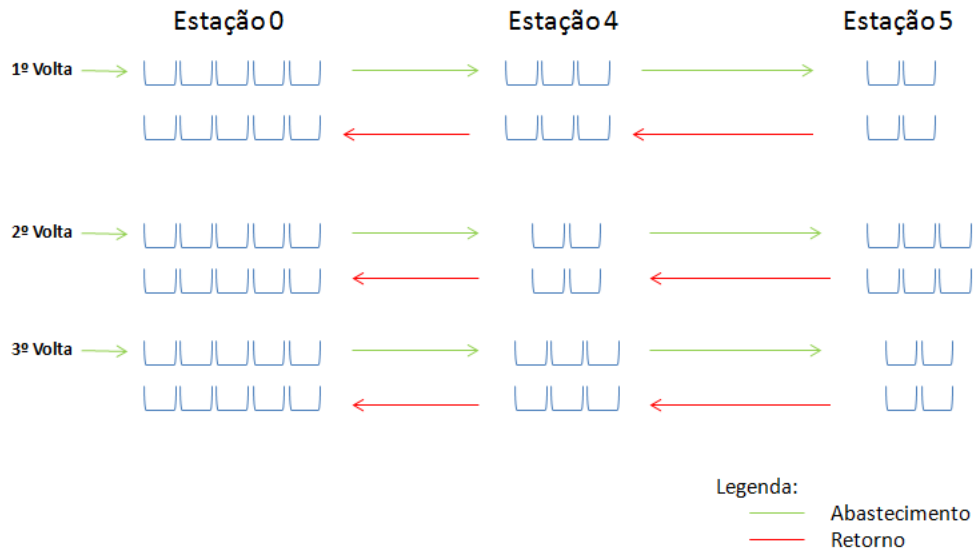 Estação 0 Estação 4 Estação 5
1º Volta
2º Volta
3º Volta
Legenda:
Abastecimento
Retorno